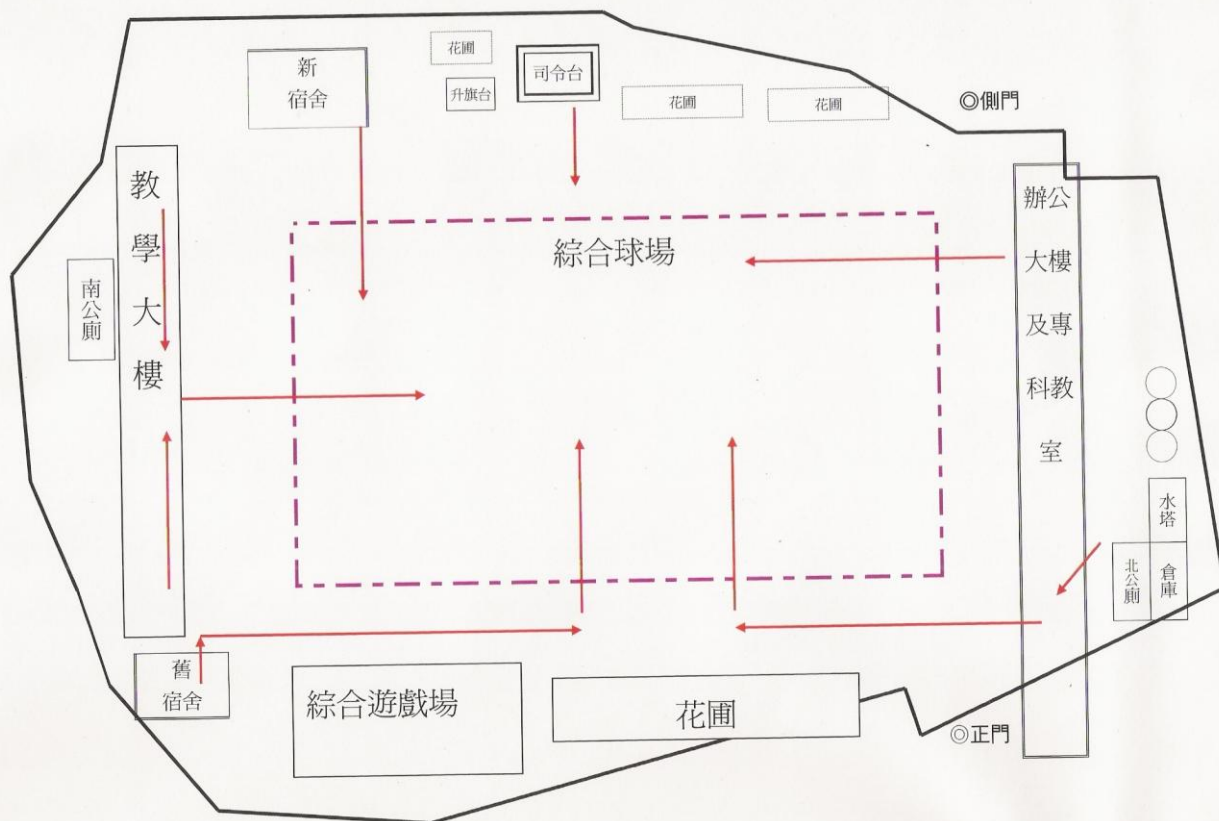 花圃
新
宿舍
升旗台
司令台
花圃
花圃
◎側門
教
學
大
樓
南公廁
綜合球場
辦公
大樓
及專
科教
室
水塔
北公廁
倉庫
舊
宿舍
綜合遊戲場
花圃
◎正門